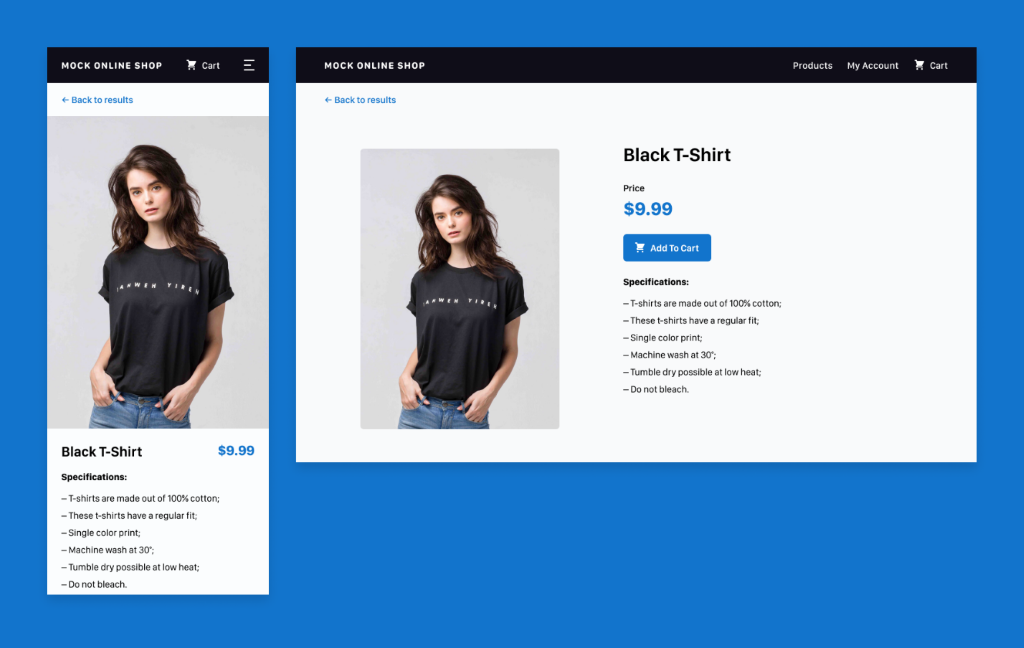 MOCK ONLINE SHOP Cart
← Back to results
Black T-Shirt $9.99
Specifications:
– T-shirts are made out of 100% cotton;
– These t-shirts have a regular fit;
– Single color print;
– Machine wash at 30°;
– Tumble dry possible at low heat;
– Do not bleach.
MOCK ONLINE SHOP Products My Account Cart
← Back to results
Black T-Shirt
Price
$9.99
Add To Cart
Specifications:
– T-shirts are made out of 100% cotton;
– These t-shirts have a regular fit;
– Single color print;
– Machine wash at 30°;
– Tumble dry possible at low heat;
– Do not bleach.